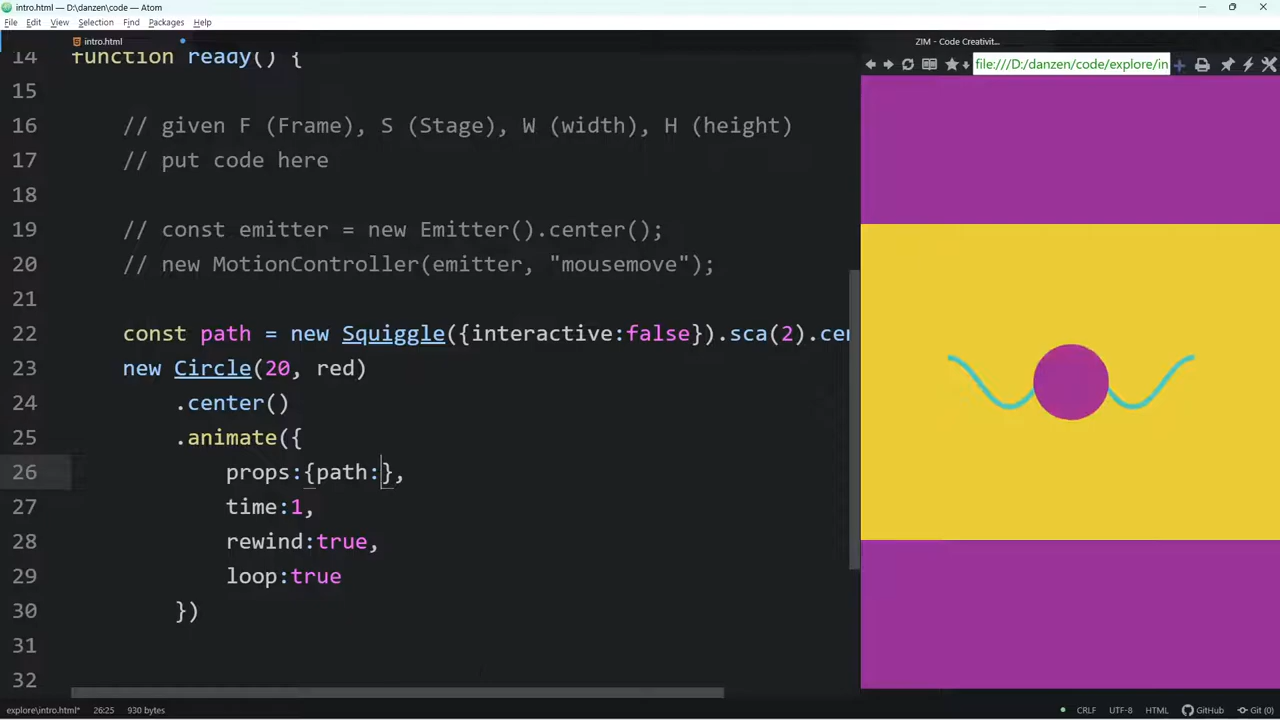 intro.html — D:\danzen\code — Atom
File Edit View Selection Find Packages Help
intro.html
ZIM - Code Creativit...
file:///D:/danzen/code/explore/in
14 function ready() {
15
16 // given F (Frame), S (Stage), W (width), H (height)
17 // put code here
18
19 // const emitter = new Emitter().center();
20 // new MotionController(emitter, "mousemove");
21
22 const path = new Squiggle({interactive:false}).sca(2).cen
23 new Circle(20, red)
24 .center()
25 .animate({
26 props:{path:},
27 time:1,
28 rewind:true,
29 loop:true
30 })
31
32
explore\intro.html* 26:25 930 bytes CRLF UTF-8 HTML GitHub Git (0)